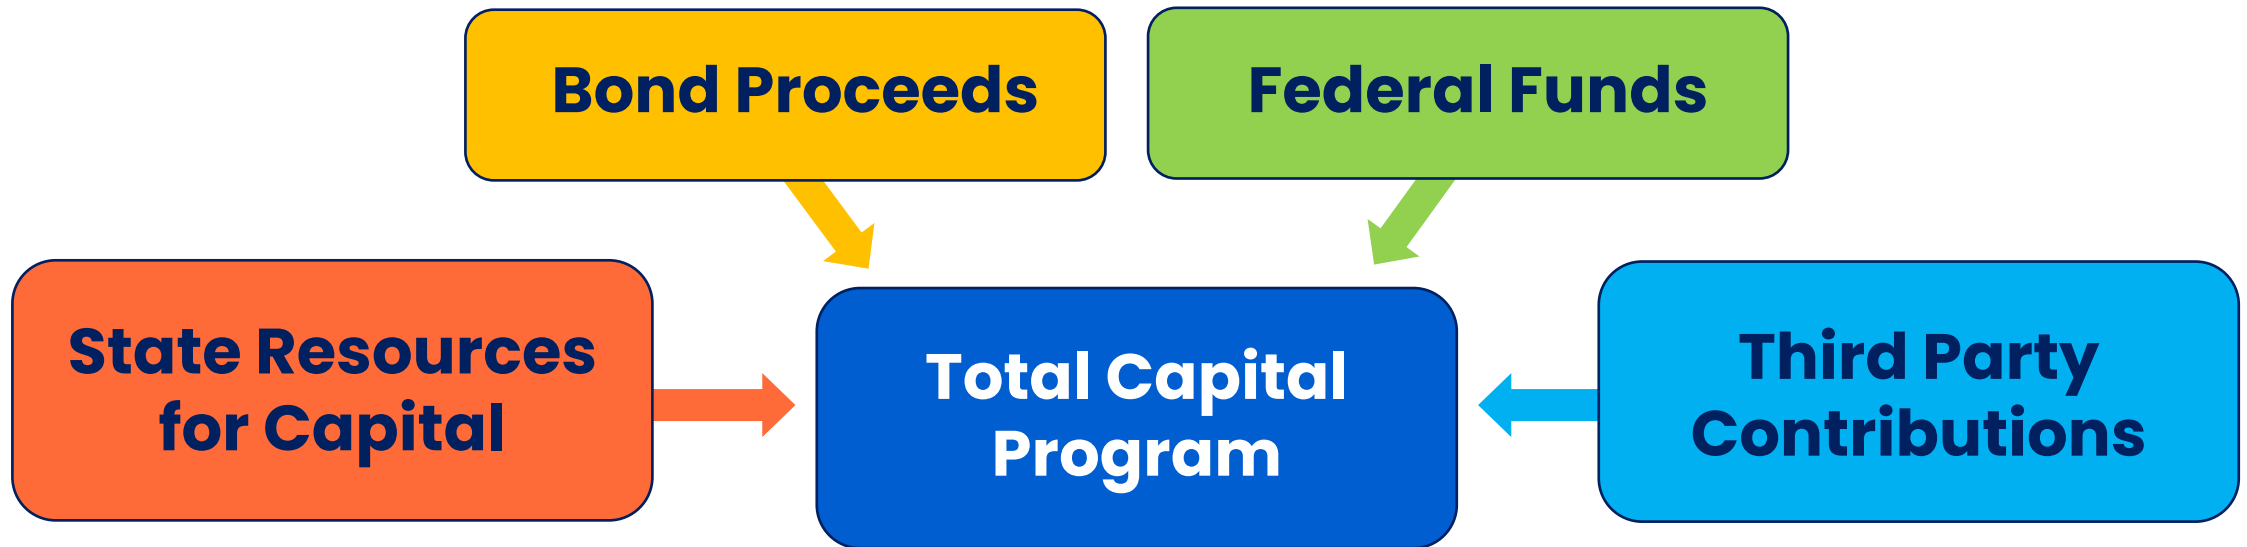 Bond Proceeds
Federal Funds
State Resources
for Capital
Total Capital
Program
Third Party
Contributions